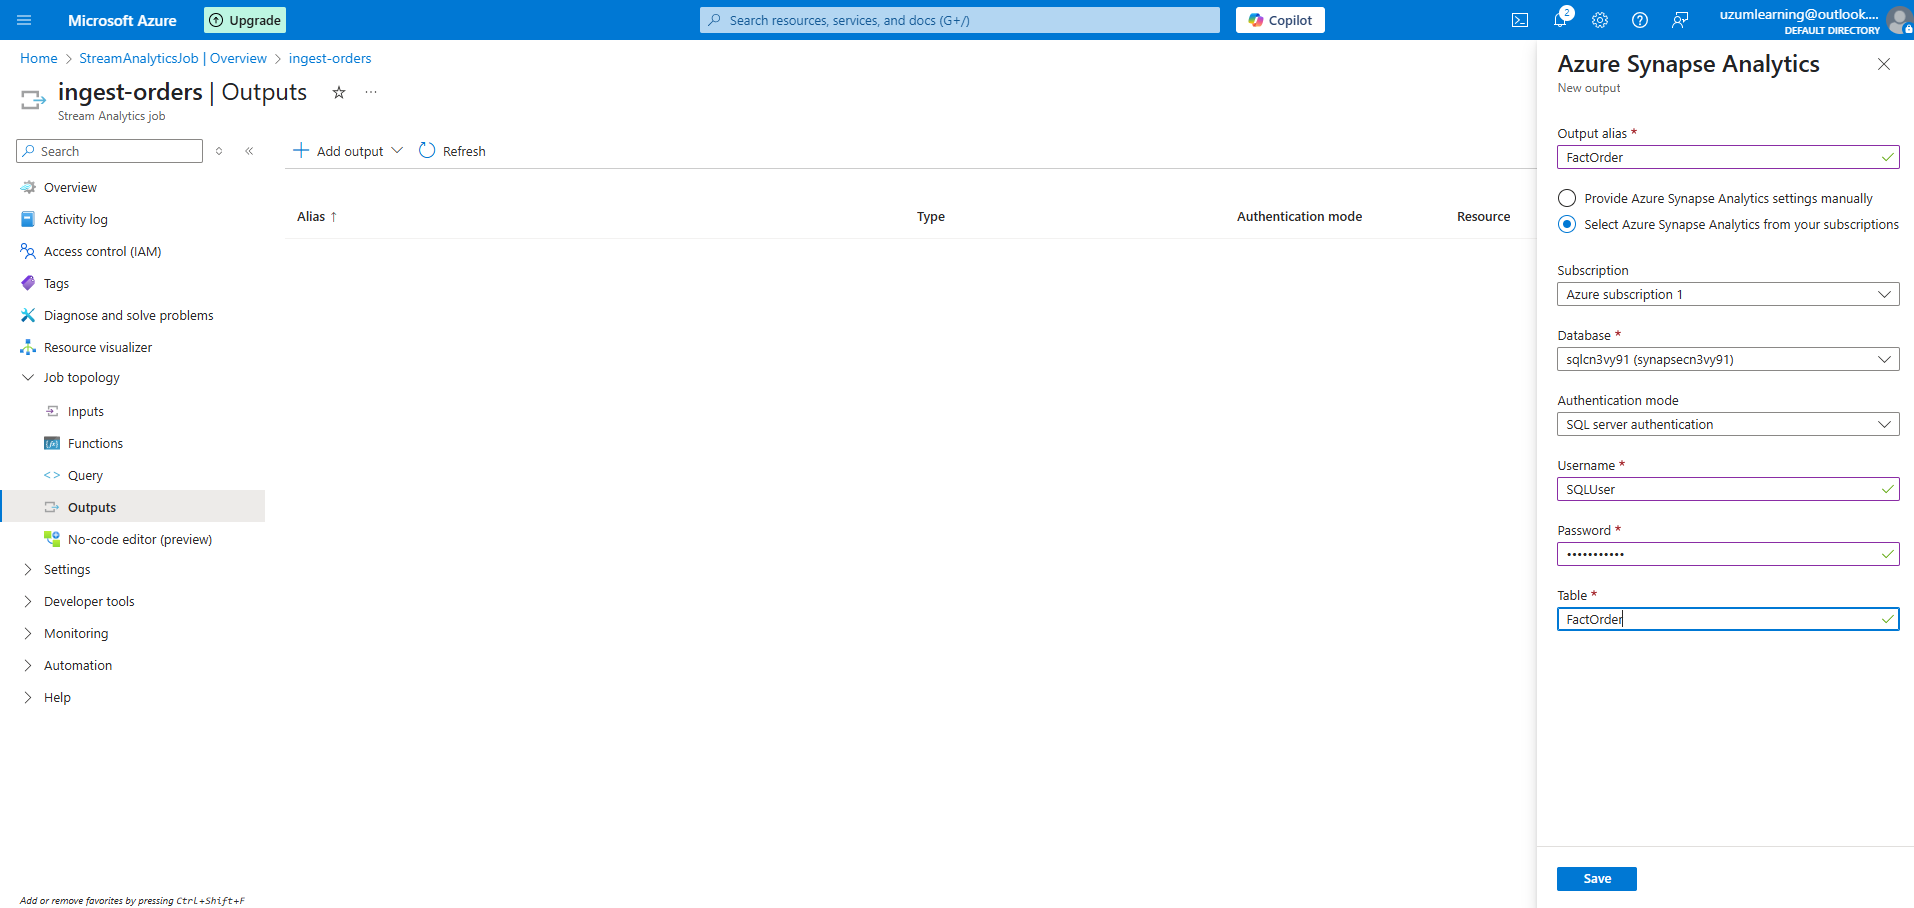 Microsoft Azure
Upgrade
Search resources, services, and docs (G+/)
Copilot
2
uzumlearning@outlook....
DEFAULT DIRECTORY
Home > StreamAnalyticsJob | Overview > ingest-orders
ingest-orders | Outputs
Stream Analytics job
Search
Overview
Activity log
Access control (IAM)
Tags
Diagnose and solve problems
Resource visualizer
Job topology
Inputs
Functions
Query
Outputs
No-code editor (preview)
Settings
Developer tools
Monitoring
Automation
Help
Add or remove favorites by pressing Ctrl+Shift+F
Add output
Refresh
Alias ↑
Type
Authentication mode
Resource
Azure Synapse Analytics
New output
Output alias *
FactOrder
Provide Azure Synapse Analytics settings manually
Select Azure Synapse Analytics from your subscriptions
Subscription
Azure subscription 1
Database *
sqlcn3vy91 (synapsecn3vy91)
Authentication mode
SQL server authentication
Username *
SQLUser
Password *
•••••••••••
Table *
FactOrder
Save